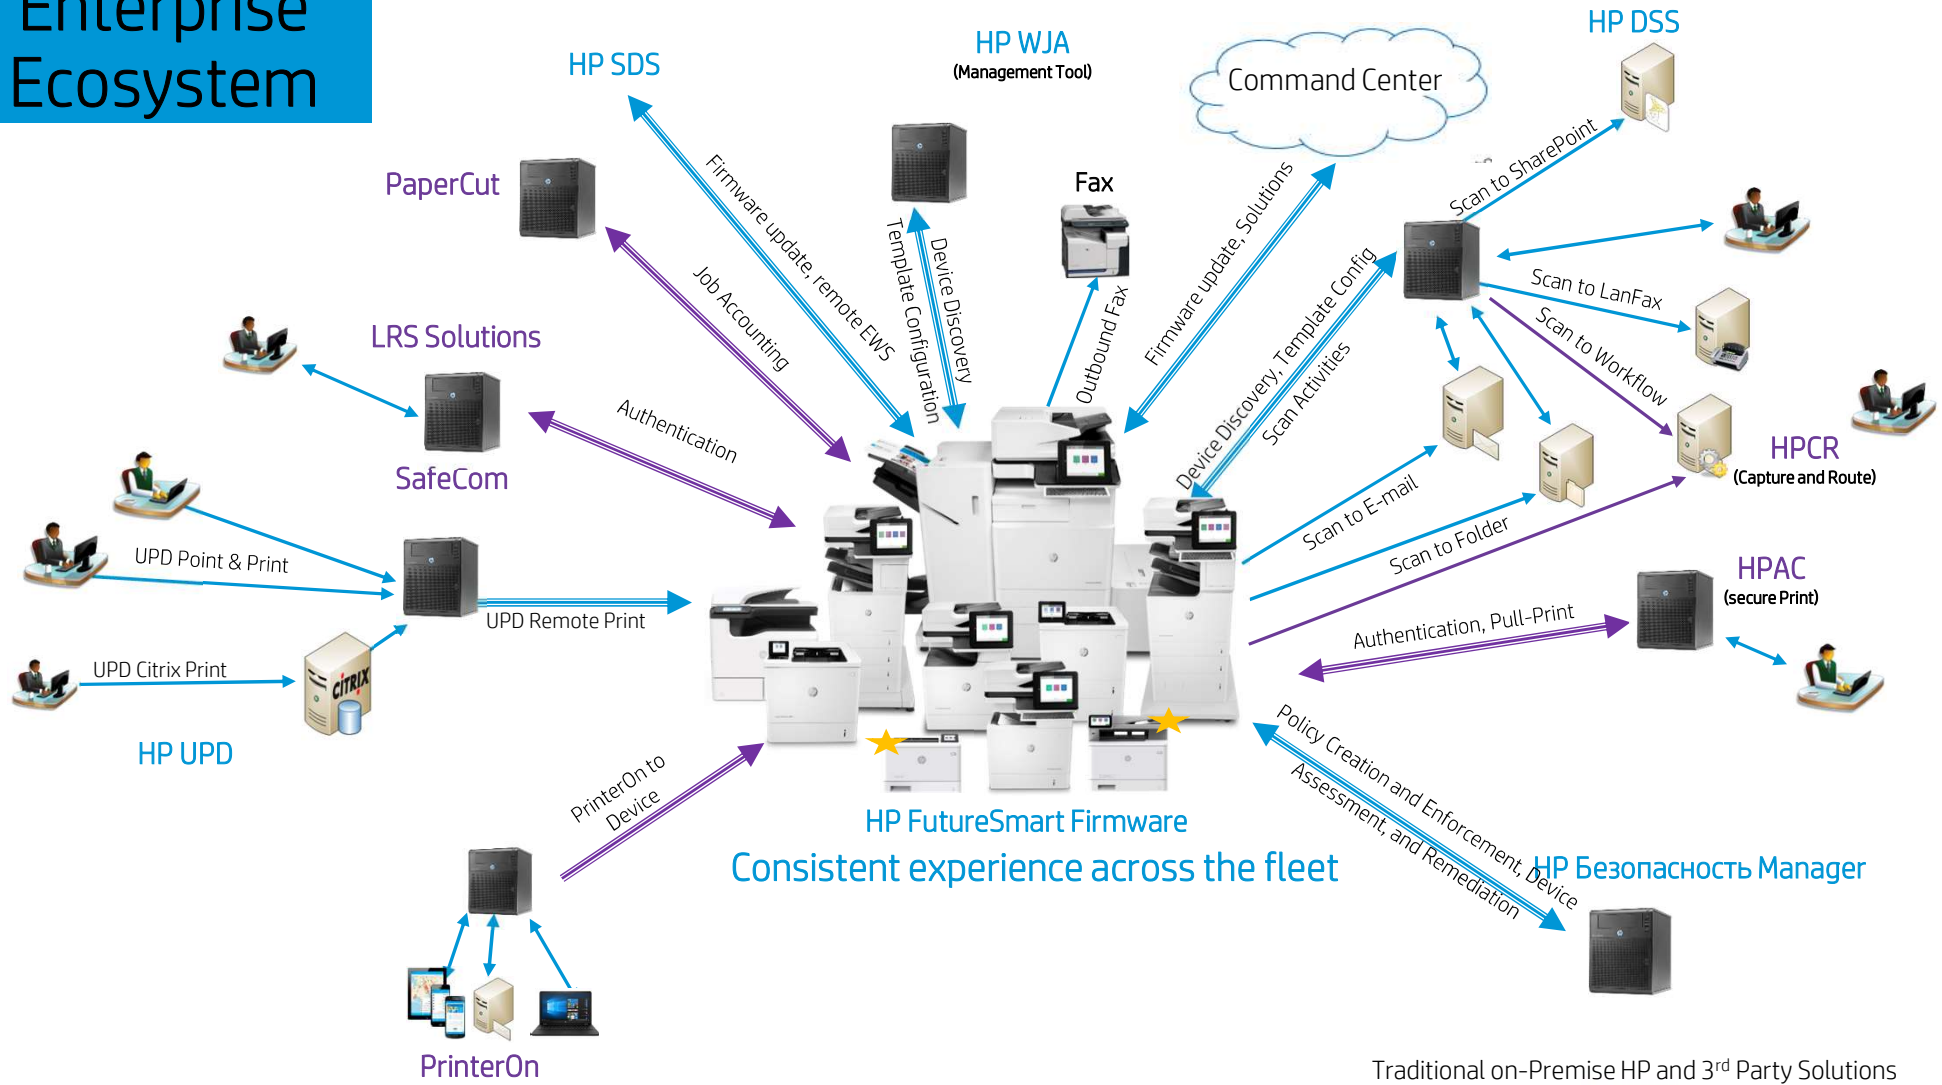 Enterprise
Ecosystem
HP SDS
HP WJA
(Management Tool)
Command Center
HP DSS
PaperCut
Fax
Firmware update, remote EWS
Template Configuration
Device Discovery
Outbound Fax
Firmware update, Solutions
Scan to SharePoint
Job Accounting
Device Discovery, Template Config
Scan Activities
Scan to LanFax
Scan to Workflow
LRS Solutions
Authentication
SafeCom
Scan to E-mail
Scan to Folder
HPCR
(Capture and Route)
UPD Point & Print
UPD Remote Print
HPAC
(secure Print)
Authentication, Pull-Print
UPD Citrix Print
CİTRIX
HP UPD
PrinterOn to
Device
Policy Creation and Enforcement, Device
Assessment, and Remediation
HP FutureSmart Firmware
Consistent experience across the fleet
HP Безопасность Manager
PrinterOn
Traditional on-Premise HP and 3rd Party Solutions